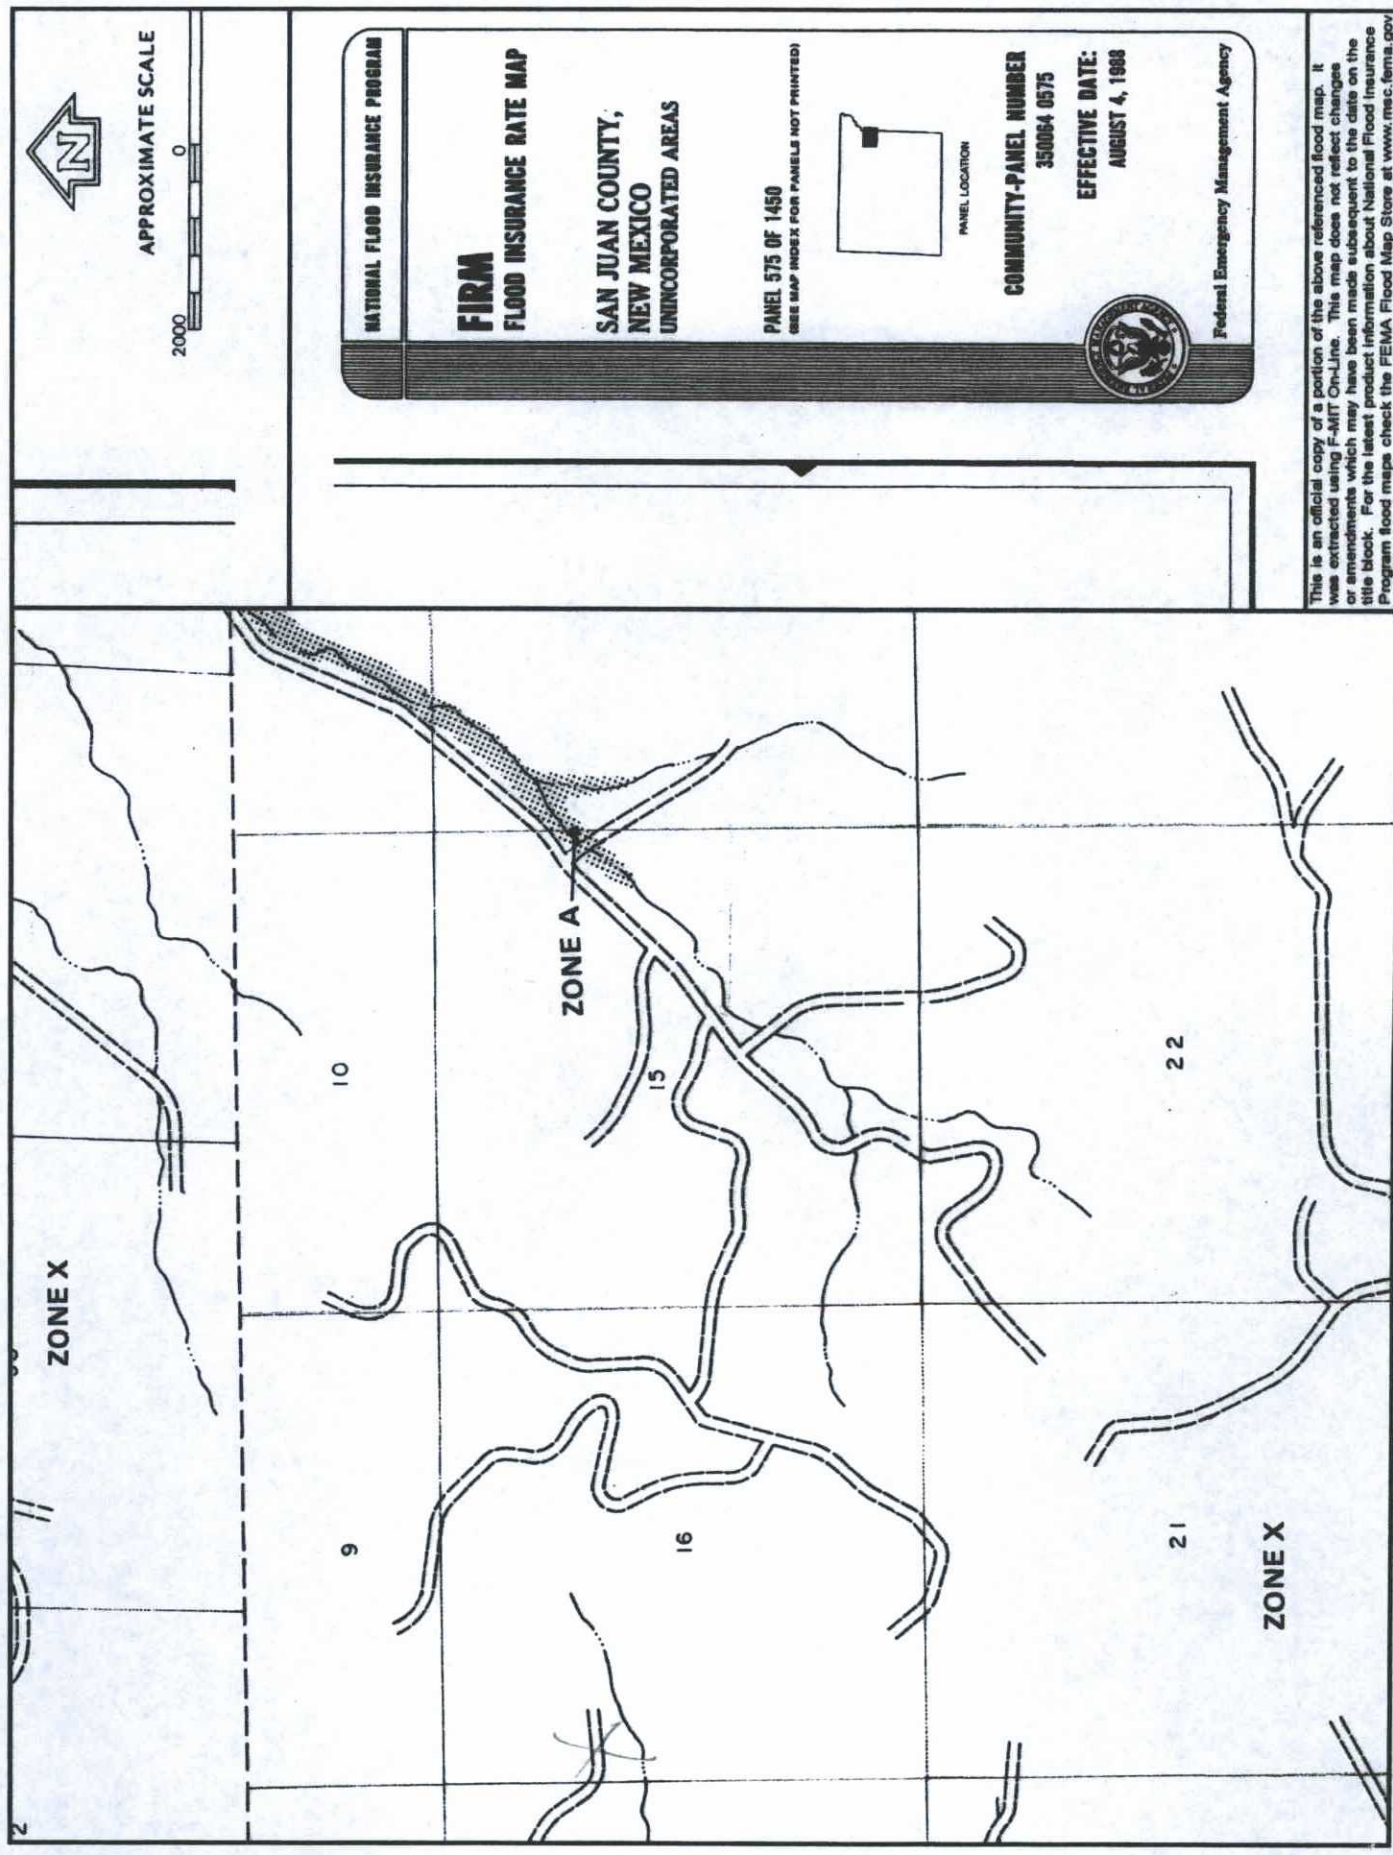 APPROXIMATE SCALE
2000
0
NATIONAL FLOOD INSURANCE PROGRAM
FIRM
FLOOD INSURANCE RATE MAP
SAN JUAN COUNTY,
NEW MEXICO
UNINCORPORATED AREAS
PANEL 575 OF 1450
(SEE MAP INDEX FOR PANELS NOT PRINTED)
PANEL LOCATION
COMMUNITY-PANEL NUMBER
350064 0575
EFFECTIVE DATE:
AUGUST 4, 1988
Federal Emergency Management Agency
This is an official copy of a portion of the above referenced flood map. It
was extracted using F-MIT On-Line. This map does not reflect changes
or amendments which may have been made subsequent to the date on the
title block. For the latest product information about National Flood Insurance
Program flood maps check the FEMA Flood Map Store at www.msc.fema.gov
N
2
ZONE X
9
10
ZONE A
16
15
21
22
ZONE X